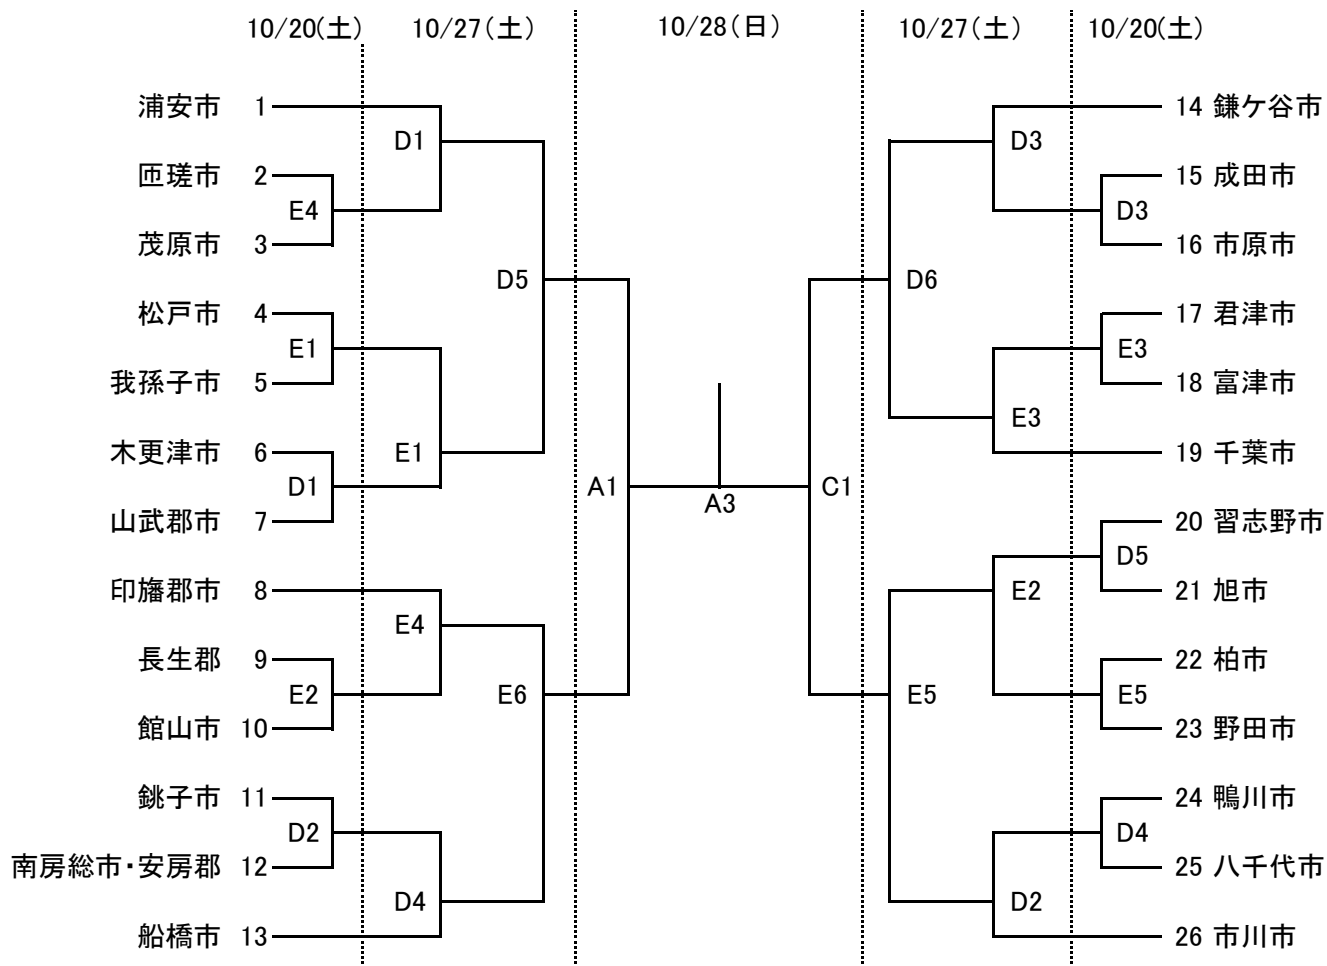 10/20(土) 10/27(土) 10/28(日) 10/27(土) 10/20(土)
浦安市 1 14 鎌ケ谷市
D1 D3
匝瑳市 2 15 成田市
E4 D3
茂原市 3 16 市原市
D5 D6
松戸市 4 17 君津市
E1 E3
我孫子市 5 18 富津市
E3
木更津市 6 E1 19 千葉市
D1 A1 A3 C1
山武郡市 7 20 習志野市
D5
印旛郡市 8 E2 21 旭市
E4
長生郡 9 22 柏市
E2 E6 E5 E5
館山市 10 23 野田市
銚子市 11 24 鴨川市
D2 D4
南房総市・安房郡 12 25 八千代市
D4 D2
船橋市 13 26 市川市